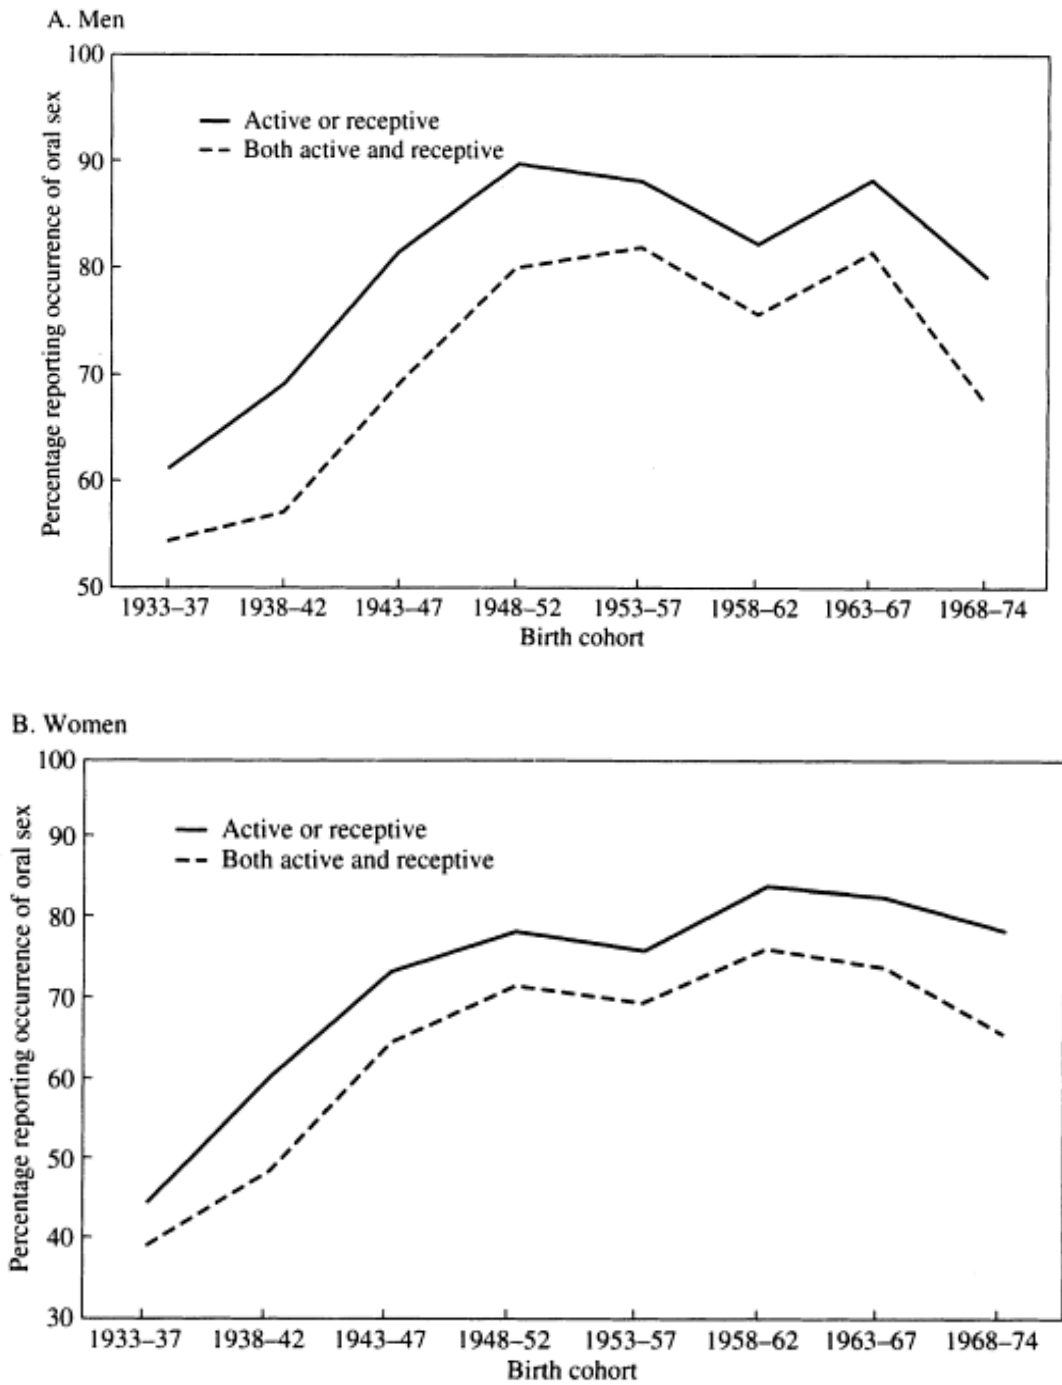 A. Men
100
90
80
70
60
50
Percentage reporting occurrence of oral sex
Active or receptive
Both active and receptive
1933–37 1938–42 1943–47 1948–52 1953–57 1958–62 1963–67 1968–74
Birth cohort
B. Women
100
90
80
70
60
50
40
30
Percentage reporting occurrence of oral sex
Active or receptive
Both active and receptive
1933–37 1938–42 1943–47 1948–52 1953–57 1958–62 1963–67 1968–74
Birth cohort